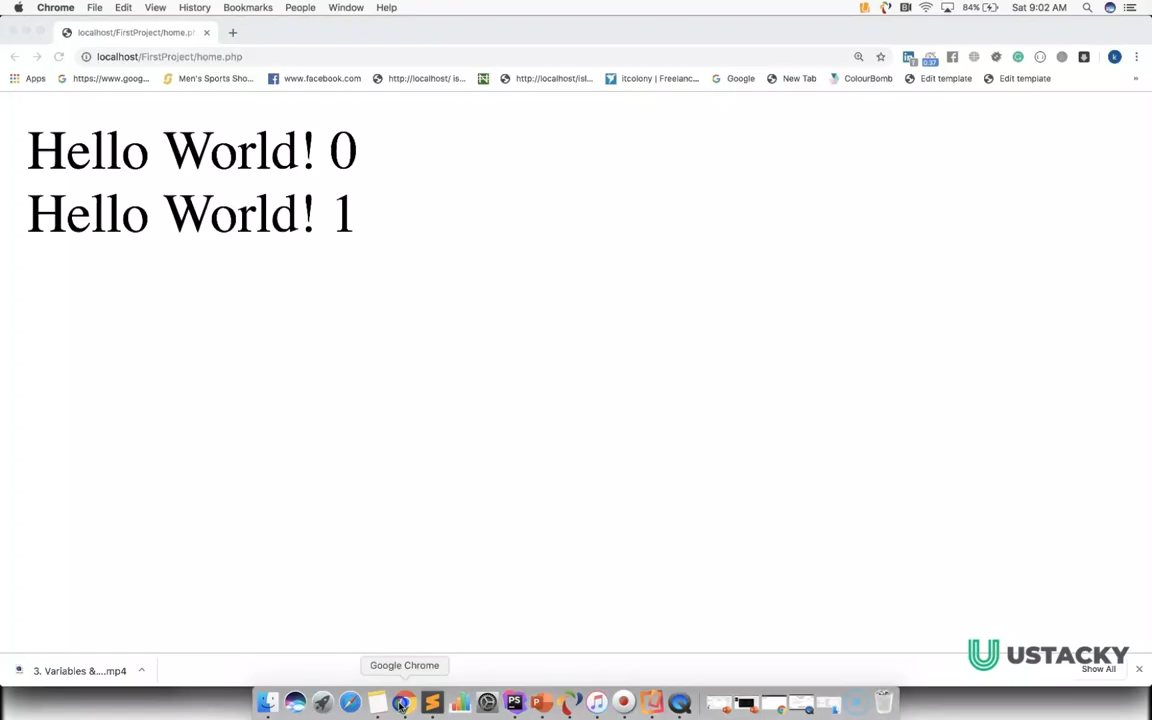 Chrome File Edit View History Bookmarks People Window Help 84% Sat 9:02 AM
localhost/FirstProject/home.p
localhost/FirstProject/home.php
Apps https://www.goog... Men's Sports Sho... www.facebook.com http://localhost/ is... http://localhost/isl... itcolony | Freelanc... Google New Tab ColourBomb Edit template Edit template »
0:37
Hello World! 0
Hello World! 1
USTACKY
Google Chrome
3. Variables &....mp4 Show All
PS